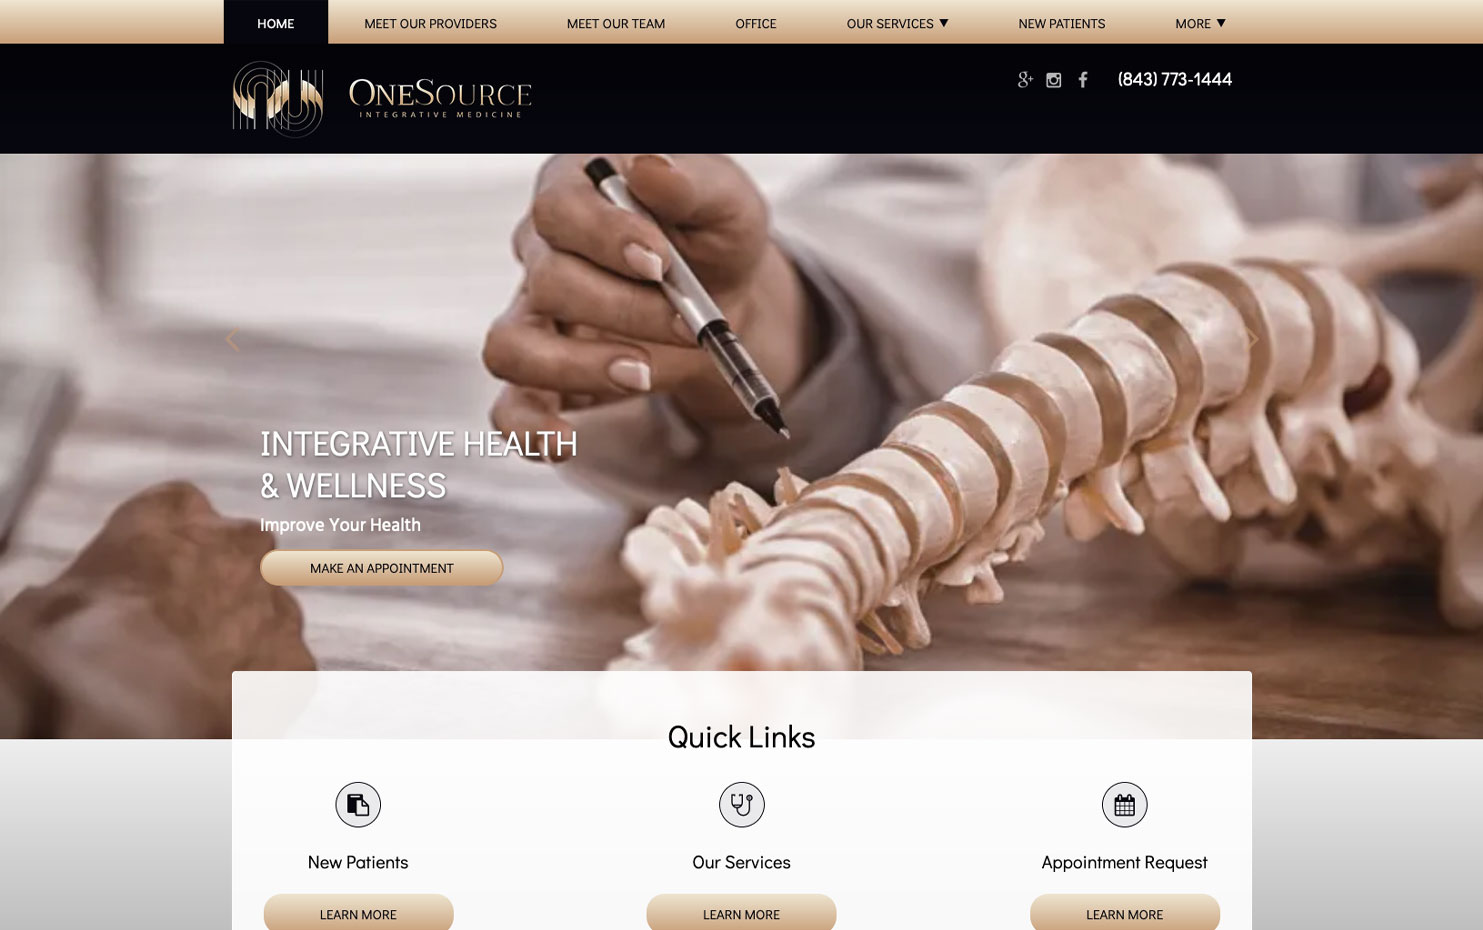 HOME
MEET OUR PROVIDERS
MEET OUR TEAM
OFFICE
OUR SERVICES
NEW PATIENTS
MORE
ONESOURCE
INTEGRATIVE MEDICINE
(843) 773-1444
INTEGRATIVE HEALTH
& WELLNESS
Improve Your Health
MAKE AN APPOINTMENT
Quick Links
New Patients
Our Services
Appointment Request
LEARN MORE
LEARN MORE
LEARN MORE